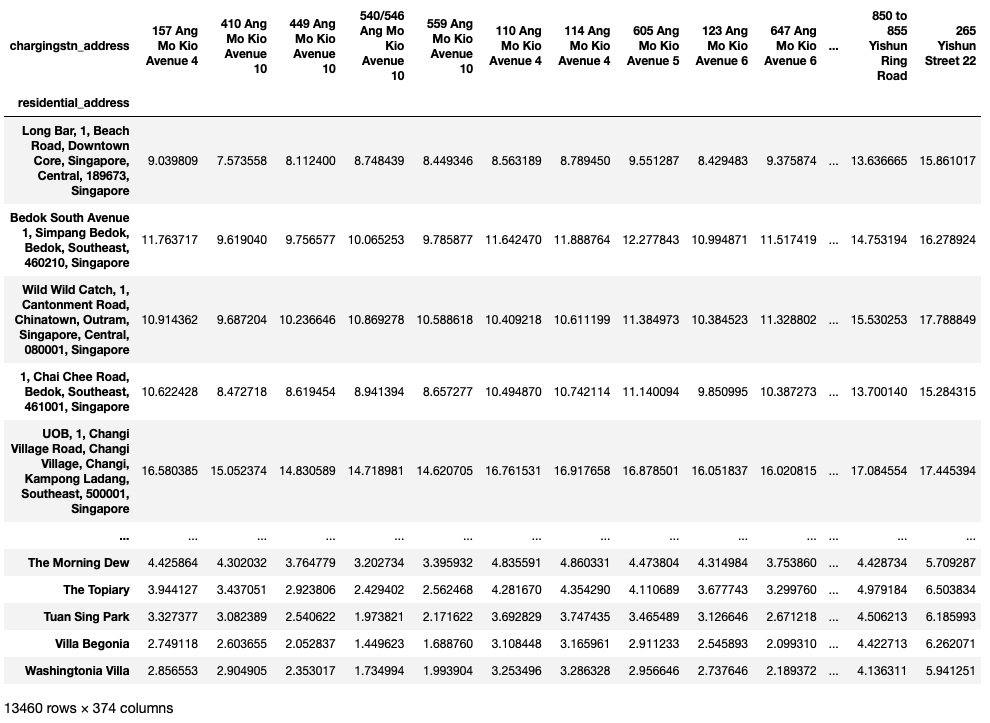 chargingstn_address 157 Ang Mo Kio Avenue 4 410 Ang Mo Kio Avenue 10 449 Ang Mo Kio Avenue 10 540/546 Ang Mo Kio Avenue 10 559 Ang Mo Kio Avenue 10 110 Ang Mo Kio Avenue 4 114 Ang Mo Kio Avenue 4 605 Ang Mo Kio Avenue 5 123 Ang Mo Kio Avenue 6 647 Ang Mo Kio Avenue 6 ... 850 to 855 Yishun Ring Road 265 Yishun Street 22
residential_address
Long Bar, 1, Beach
Road, Downtown
Core, Singapore,
Central, 189673,
Singapore
9.039809 7.573558 8.112400 8.748439 8.449346 8.563189 8.789450 9.551287 8.429483 9.375874 ... 13.636665 15.861017
Bedok South Avenue
1, Simpang Bedok,
Bedok, Southeast,
460210, Singapore
11.763717 9.619040 9.756577 10.065253 9.785877 11.642470 11.888764 12.277843 10.994871 11.517419 ... 14.753194 16.278924
Wild Wild Catch, 1,
Cantonment Road,
Chinatown, Outram,
Singapore, Central,
080001, Singapore
10.914362 9.687204 10.236646 10.869278 10.588618 10.409218 10.611199 11.384973 10.384523 11.328802 ... 15.530253 17.788849
1, Chai Chee Road,
Bedok, Southeast,
461001, Singapore
10.622428 8.472718 8.619454 8.941394 8.657277 10.494870 10.742114 11.140094 9.850995 10.387273 ... 13.700140 15.284315
UOB, 1, Changi
Village Road, Changi
Village, Changi,
Kampong Ladang,
Southeast, 500001,
Singapore
16.580385 15.052374 14.830589 14.718981 14.620705 16.761531 16.917658 16.878501 16.051837 16.020815 ... 17.084554 17.445394
... ... ... ... ... ... ... ... ... ... ... ... ... ...
The Morning Dew 4.425864 4.302032 3.764779 3.202734 3.395932 4.835591 4.860331 4.473804 4.314984 3.753860 ... 4.428734 5.709287
The Topiary 3.944127 3.437051 2.923806 2.429402 2.562468 4.281670 4.354290 4.110689 3.677743 3.299760 ... 4.979184 6.503834
Tuan Sing Park 3.327377 3.082389 2.540622 1.973821 2.171622 3.692829 3.747435 3.465489 3.126646 2.671218 ... 4.506213 6.185993
Villa Begonia 2.749118 2.603655 2.052837 1.449623 1.688760 3.108448 3.165961 2.911233 2.545893 2.099310 ... 4.422713 6.262071
Washingtonia Villa 2.856553 2.904905 2.353017 1.734994 1.993904 3.253496 3.286328 2.956646 2.737646 2.189372 ... 4.136311 5.941251
13460 rows × 374 columns